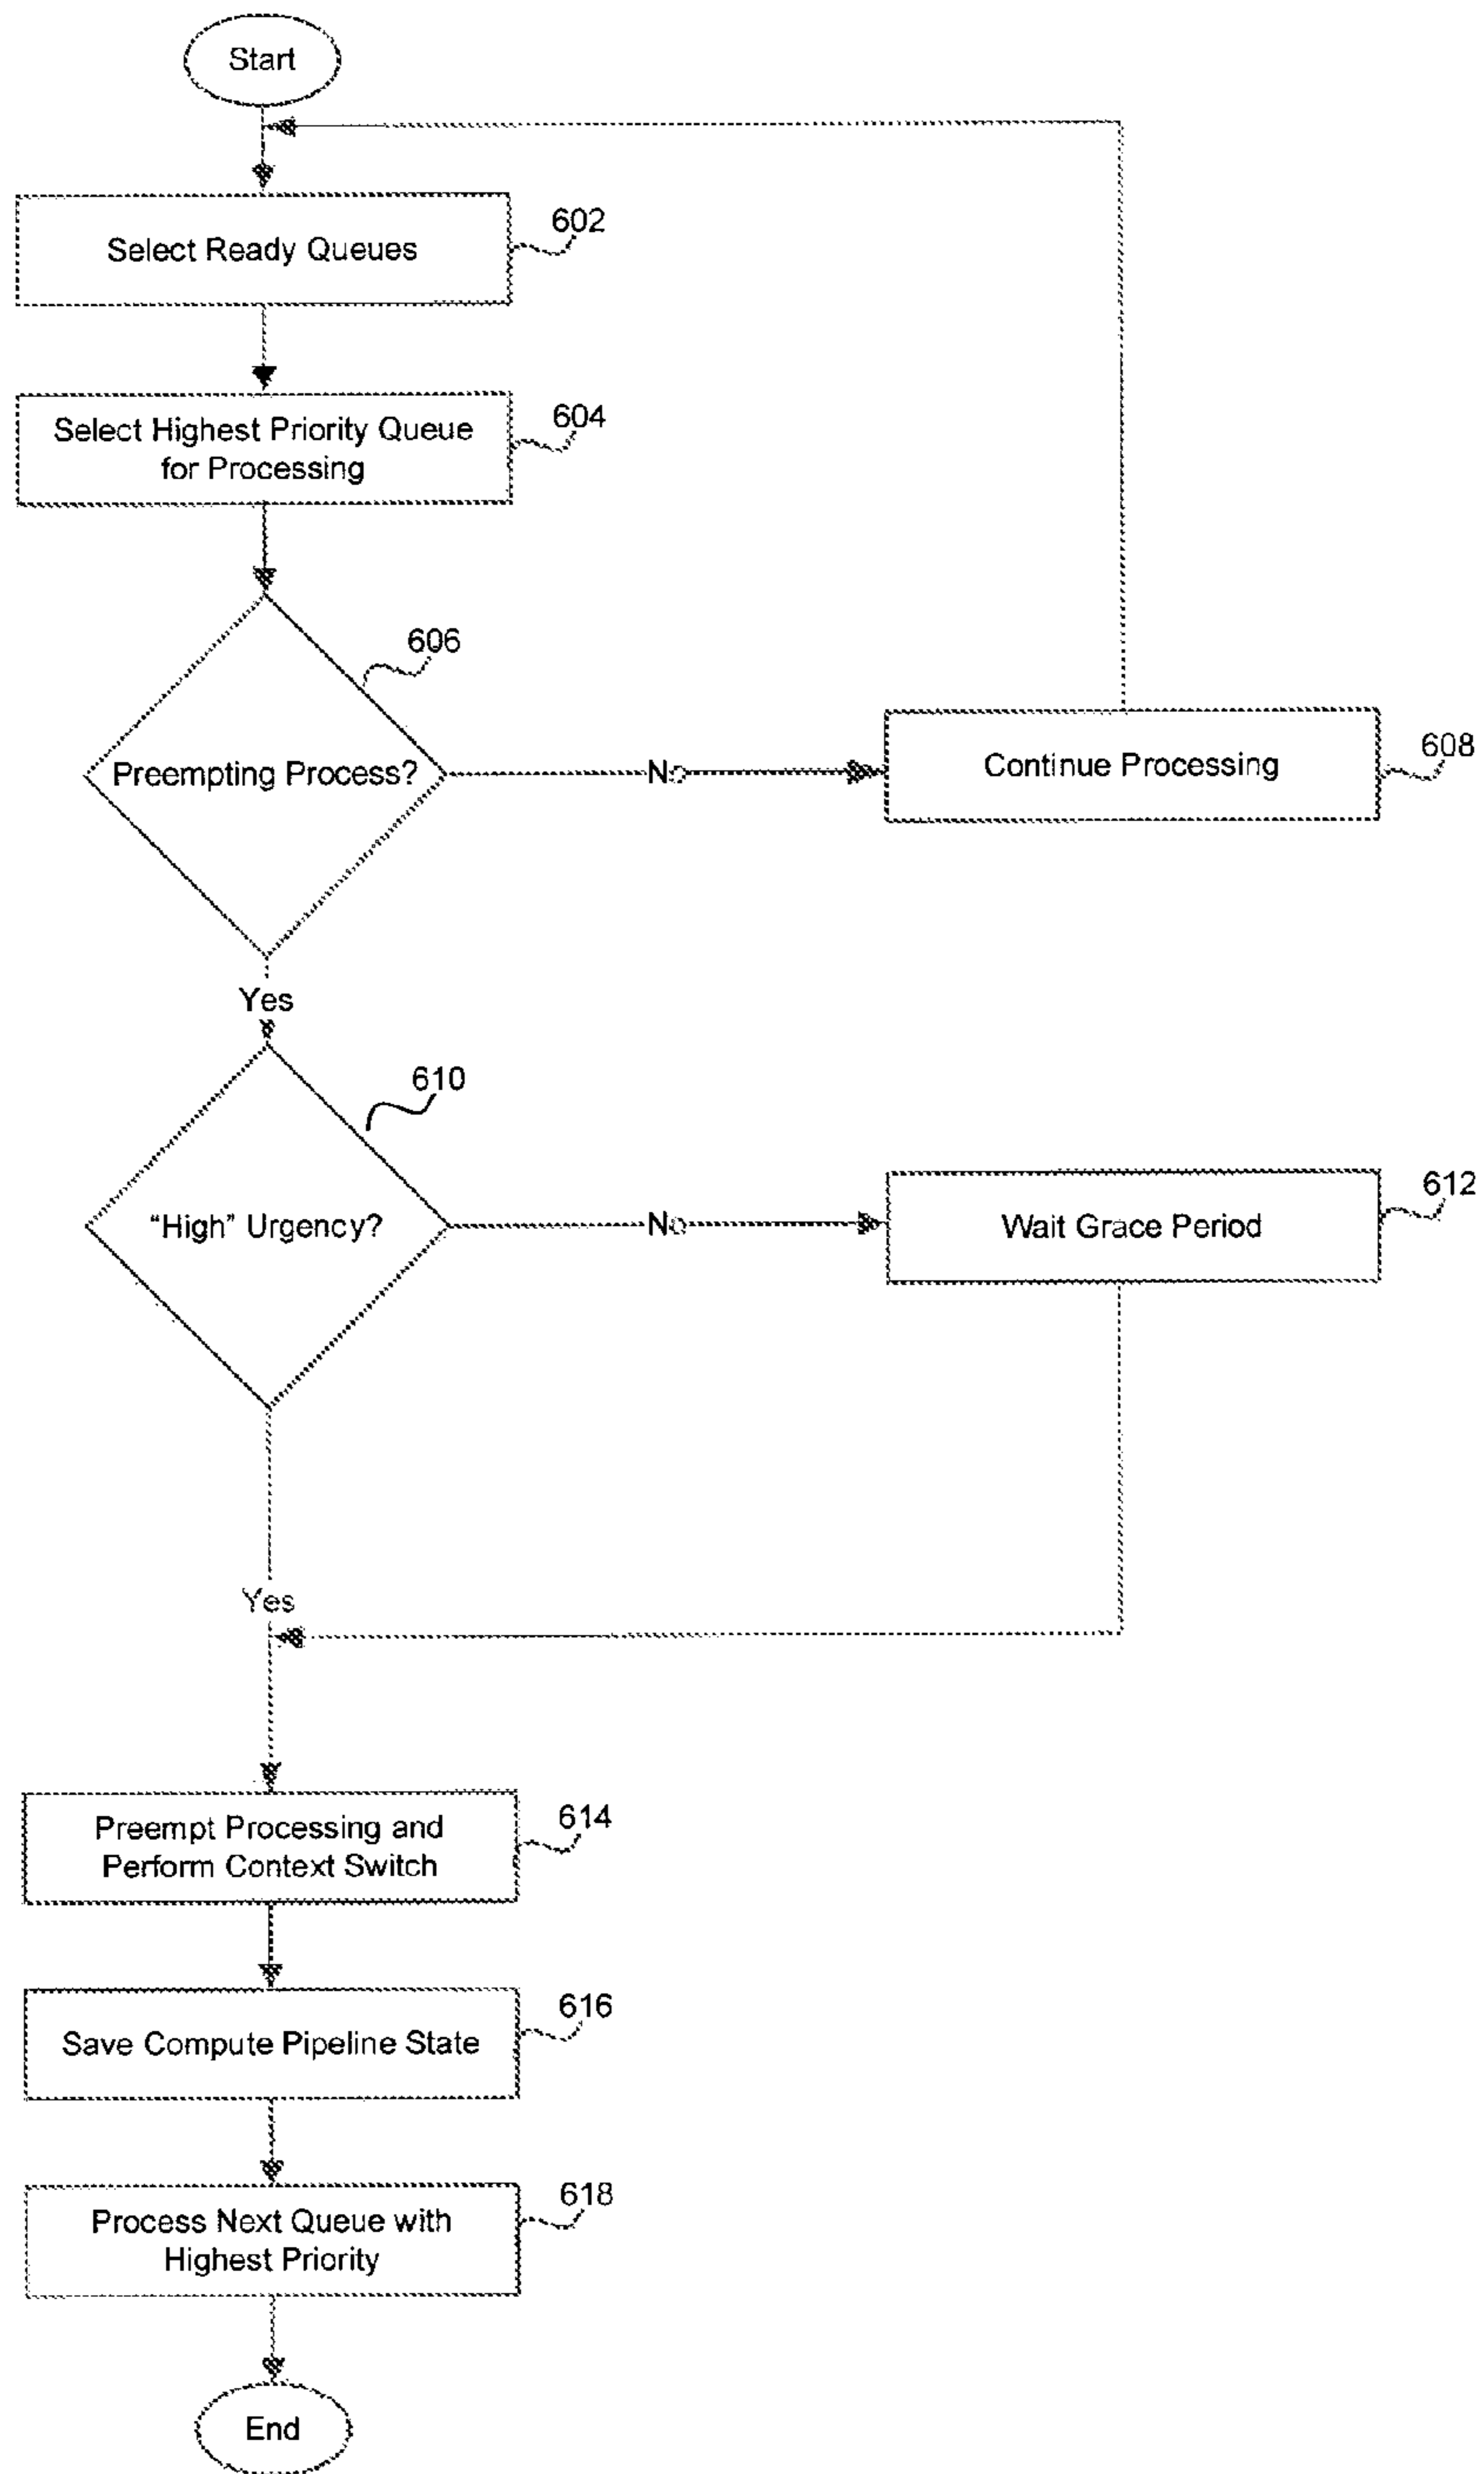 Start
602
Select Ready Queues
604
Select Highest Priority Queue
for Processing
606
Preempting Process?
No
608
Continue Processing
Yes
610
"High" Urgency?
No
612
Wait Grace Period
Yes
614
Preempt Processing and
Perform Context Switch
616
Save Compute Pipeline State
618
Process Next Queue with
Highest Priority
End